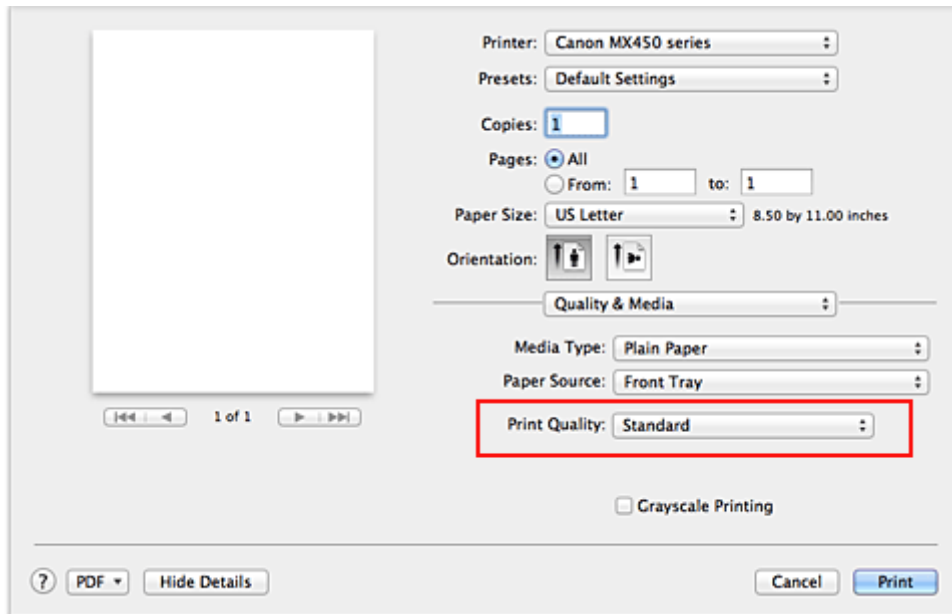 Printer: Canon MX450 series
Presets: Default Settings
Copies: 1
Pages: All
From: 1 to: 1
Paper Size: US Letter 8.50 by 11.00 inches
Orientation:
Quality & Media
Media Type: Plain Paper
Paper Source: Front Tray
1 of 1
Print Quality: Standard
Grayscale Printing
? PDF Hide Details Cancel Print